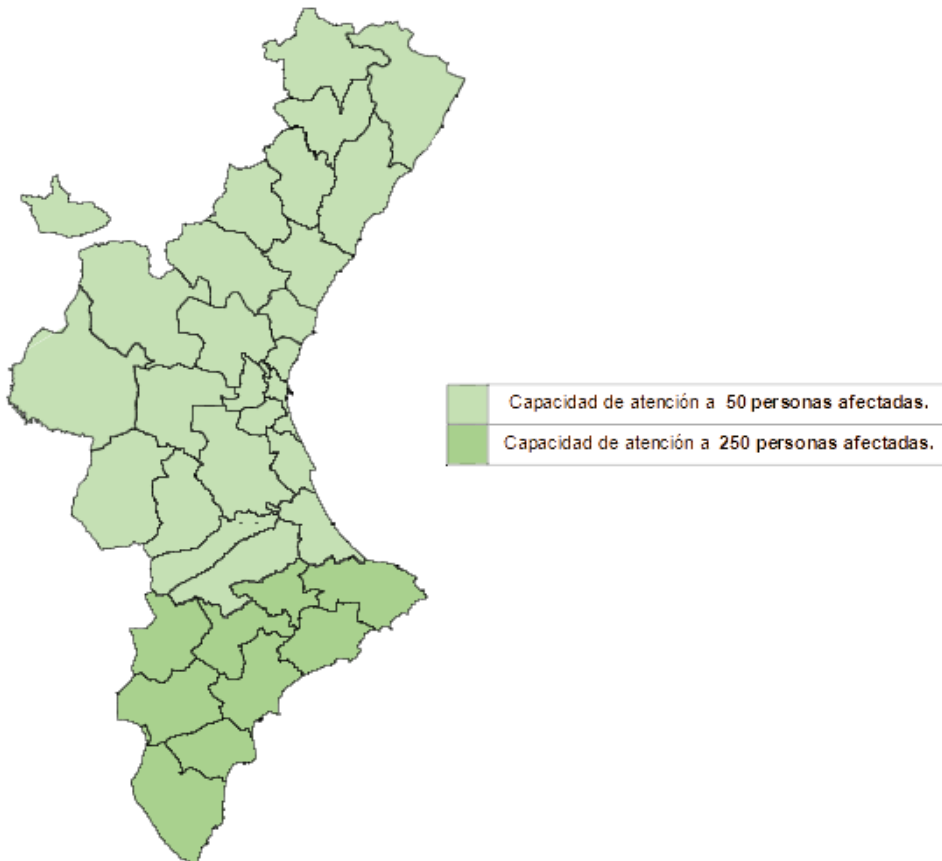 Capacidad de atención a 50 personas afectadas.
Capacidad de atención a 250 personas afectadas.